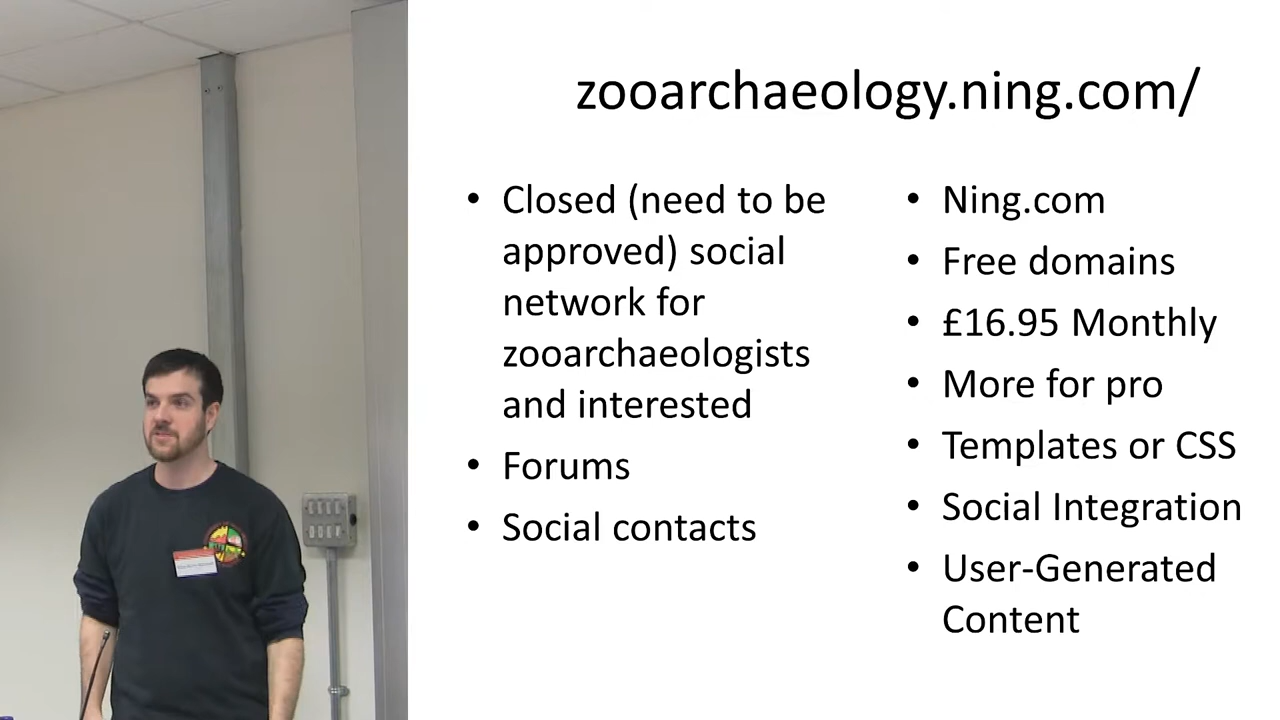 zooarchaeology.ning.com/
• Closed (need to be
approved) social
network for
zooarchaeologists
and interested
• Forums
• Social contacts
• Ning.com
• Free domains
• £16.95 Monthly
• More for pro
• Templates or CSS
• Social Integration
• User-Generated
Content